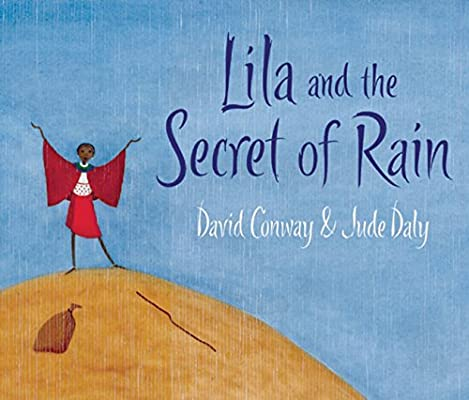 Lila and the
Secret of Rain
David Conway & Jude Daly